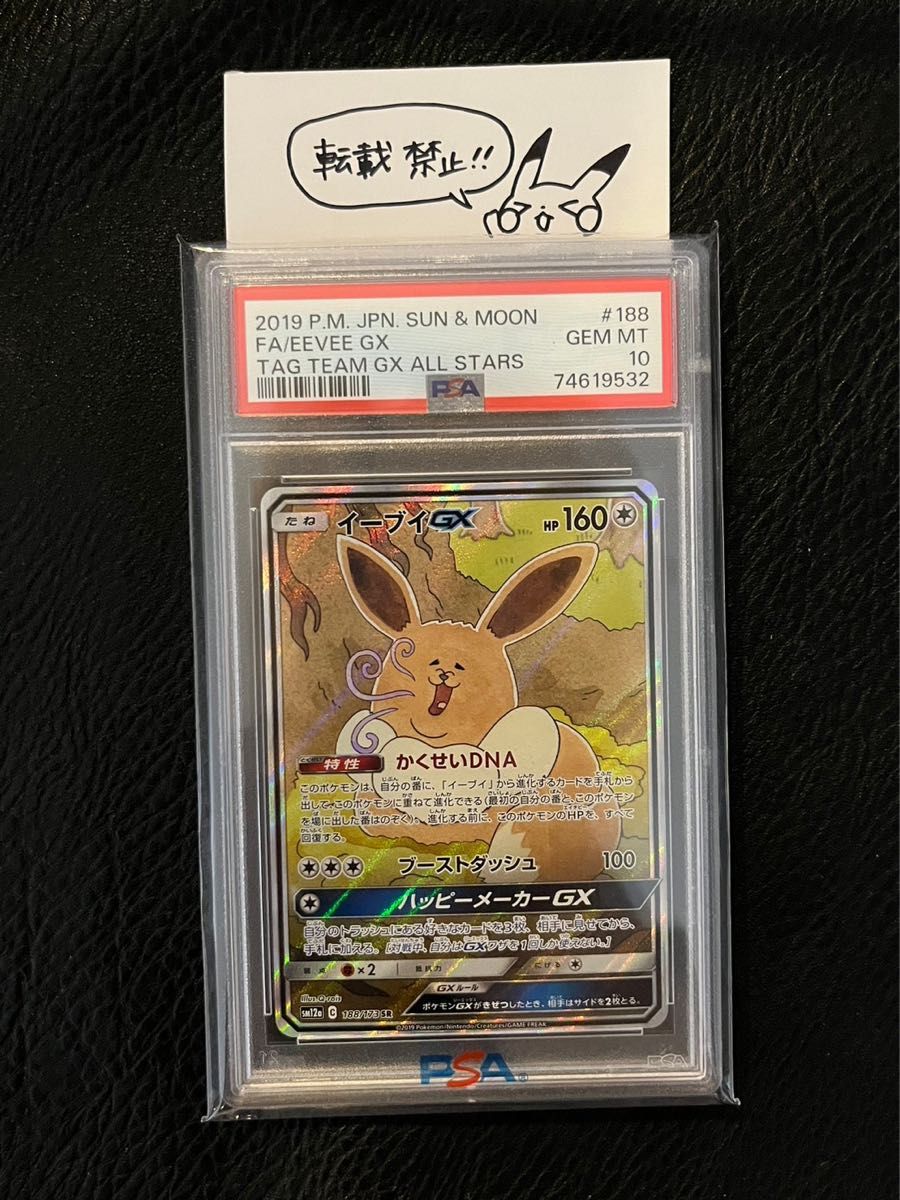 転載 禁止!!
2019 P.M. JPN. SUN & MOON #188
FA/EEVEE GX GEM MT
TAG TEAM GX ALL STARS 10
PSA 74619532
たね イーブイGX HP 160
特性 かくせいDNA
このポケモンは、自分の番に、「イーブイ」から進化するカードを手札から
出して、このポケモンに重ねて進化できる(最初の自分の番と、このポケモン
を場に出した番はのぞく)。進化する前に、このポケモンのHPを、すべて
回復する。
ブーストダッシュ 100
ハッピーメーカーGX
自分のトラッシュにある好きなカードを3枚、相手に見せてから、
手札に加える。[対戦中、自分はGXワザを1回しか使えない。]
弱点 ×2 抵抗力 にげる
GXルール
ポケモンGXがきぜつしたとき、相手はサイドを2枚とる。
Illus.Q-rais
sm12a C 188/173 SR
©2019 Pokémon/Nintendo/Creatures/GAME FREAK
PSA